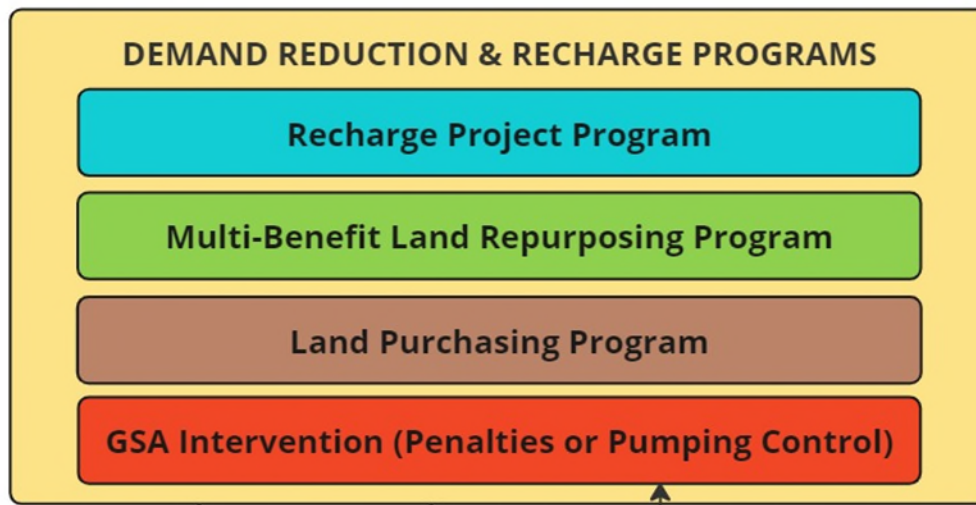 DEMAND REDUCTION & RECHARGE PROGRAMS
Recharge Project Program
Multi-Benefit Land Repurposing Program
Land Purchasing Program
GSA Intervention (Penalties or Pumping Control)